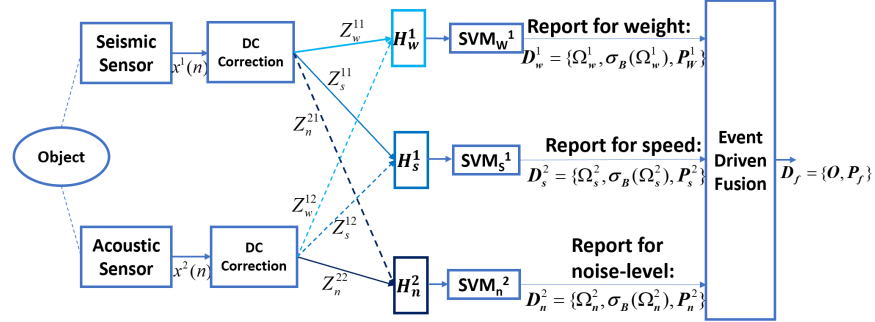 Seismic
Sensor
x¹(n)
DC
Correction
Z_w^{11}
Z_s^{11}
Z_n^{21}
H_w^1
SVM_W^1
Report for weight:
D_w^1 = {Ω_w^1, σ_B(Ω_w^1), P_W^1}
Object
H_s^1
SVM_S^1
Report for speed:
D_s^2 = {Ω_s^2, σ_B(Ω_s^2), P_s^2}
Event
Driven
Fusion
D_f = {O, P_f}
Acoustic
Sensor
x²(n)
DC
Correction
Z_w^{12}
Z_s^{12}
Z_n^{22}
H_n^2
SVM_n^2
Report for
noise-level:
D_n^2 = {Ω_n^2, σ_B(Ω_n^2), P_n^2}